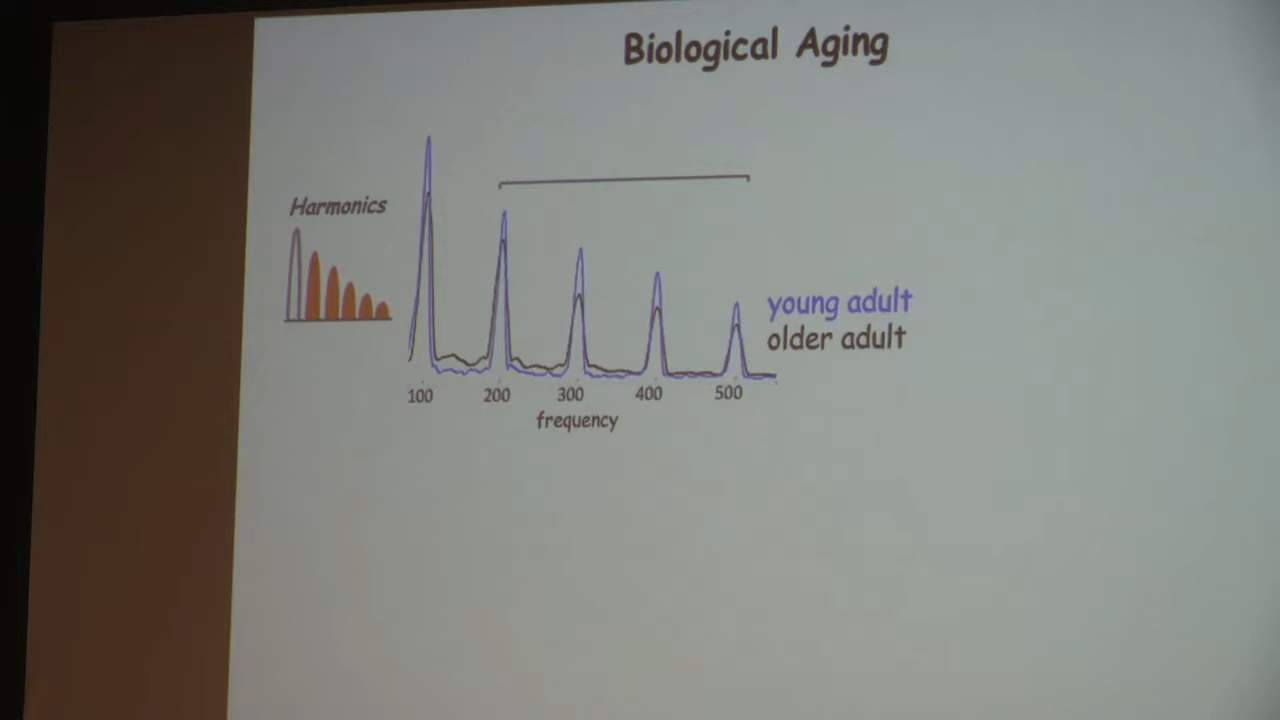 Biological Aging
Harmonics
young adult
older adult
100 200 300 400 500
frequency